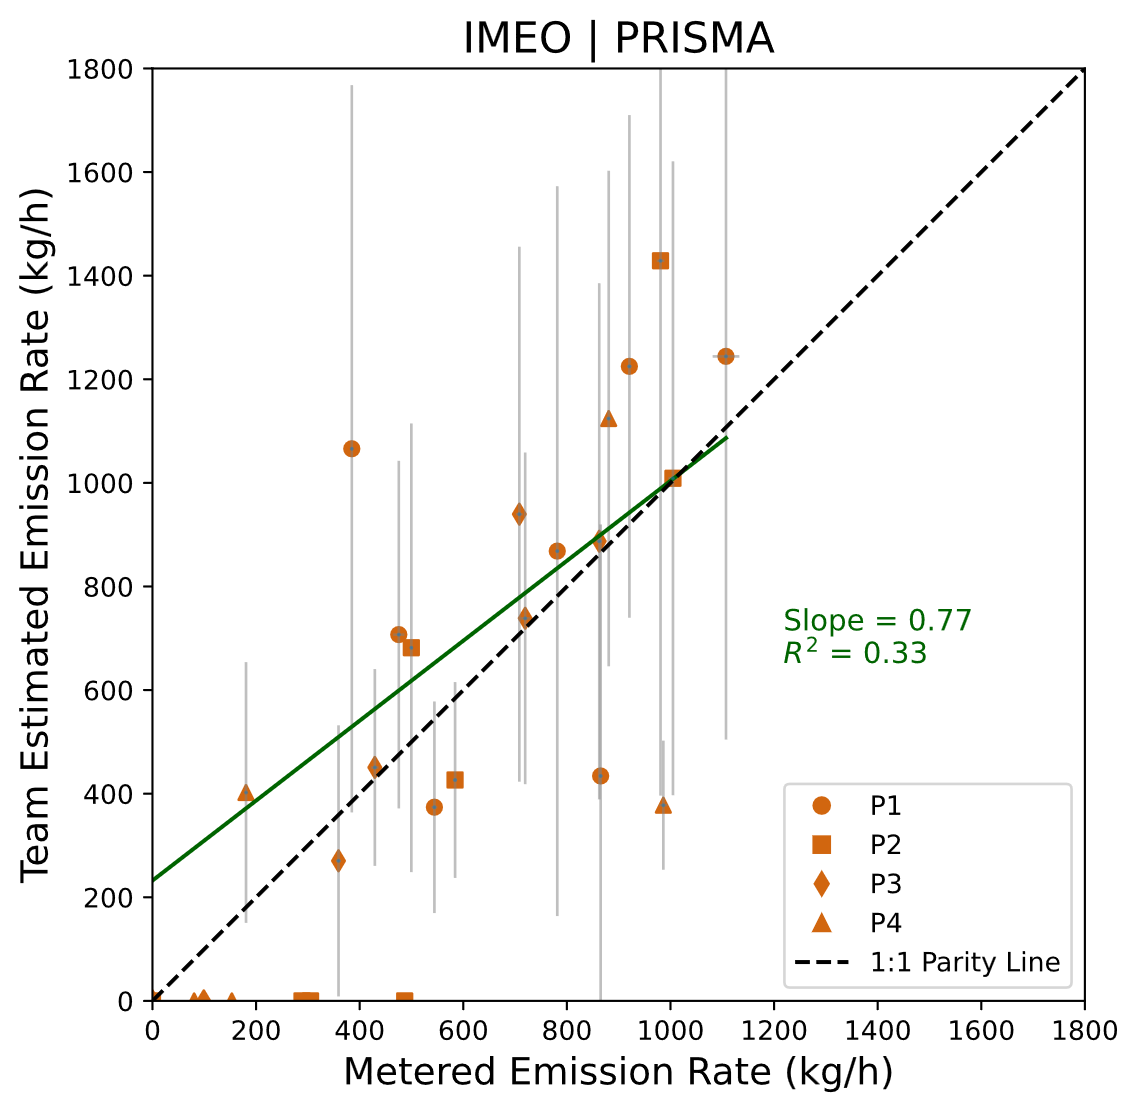 IMEO | PRISMA
Team Estimated Emission Rate (kg/h)
1800
1600
1400
1200
1000
800
600
400
200
0
Slope = 0.77
R² = 0.33
P1
P2
P3
P4
1:1 Parity Line
0 200 400 600 800 1000 1200 1400 1600 1800
Metered Emission Rate (kg/h)